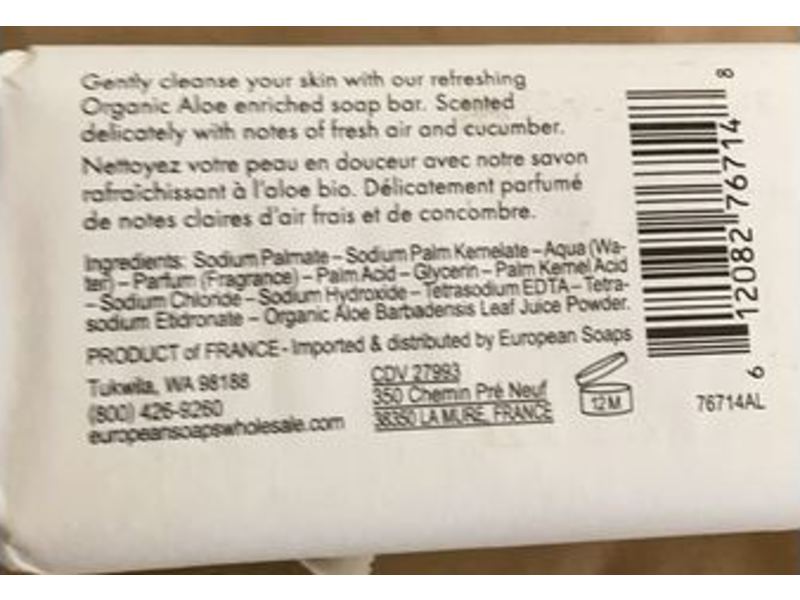 Gently cleanse your skin with our refreshing
Organic Aloe enriched soap bar. Scented
delicately with notes of fresh air and cucumber.
Nettoyez votre peau en douceur avec notre savon
rafraîchissant à l'aloe bio. Délicatement parfumé
de notes claires d'air frais et de concombre.
Ingredients: Sodium Palmate – Sodium Palm Kernelate – Aqua (Wa-
ter) – Parfum (Fragrance) – Palm Acid – Glycerin – Palm Kernel Acid
– Sodium Chloride – Sodium Hydroxide – Tetrasodium EDTA – Tetra-
sodium Etidronate – Organic Aloe Barbadensis Leaf Juice Powder.
PRODUCT of FRANCE - Imported & distributed by European Soaps
Tukwila, WA 98188
(800) 426-9260
europeansoapswholesale.com
CDV 27993
350 Chemin Pré Neuf
38350 LA MURE, FRANCE
12 M
6 12082 76714 8
76714AL